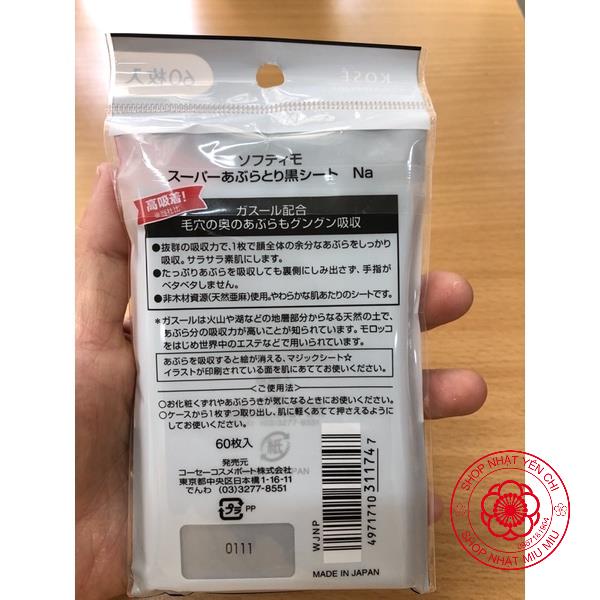 60枚入
KOSÉ
ソフティモ
スーパーあぶらとり黒シート Na
高吸着!
※当社比
ガスール配合
毛穴の奥のあぶらもグングン吸収
●抜群の吸収力で、1枚で顔全体の余分なあぶらをしっかり
吸収。サラサラ素肌にします。
●たっぷりあぶらを吸収しても裏側にしみ出さず、手指が
ベタベタしません。
●非木材資源(天然亜麻)使用。やわらかな肌あたりのシートです。
*ガスールは火山や湖などの地層部分からなる天然の土で、
あぶら分の吸収力が高いことが知られています。モロッコ
をはじめ世界中のエステなどで用いられています。
あぶらを吸収すると絵が消える、マジックシート☆
イラストが印刷されている面を肌にあててお使いください。
<ご使用法>
○お化粧くずれやあぶらうきが気になるときにお使いください。
○ケースから1枚ずつ取り出し、肌に軽くあてて押さえるように
してお使いください。
60枚入
紙
発売元
コーセーコスメポート株式会社
東京都中央区日本橋1-16-11
でんわ (03)3277-8551
プラ
PP
WJNP
4971710311747
0111
MADE IN JAPAN
SHOP NHẬT YÊN CHI
SHOP NHẬT MIU MIU